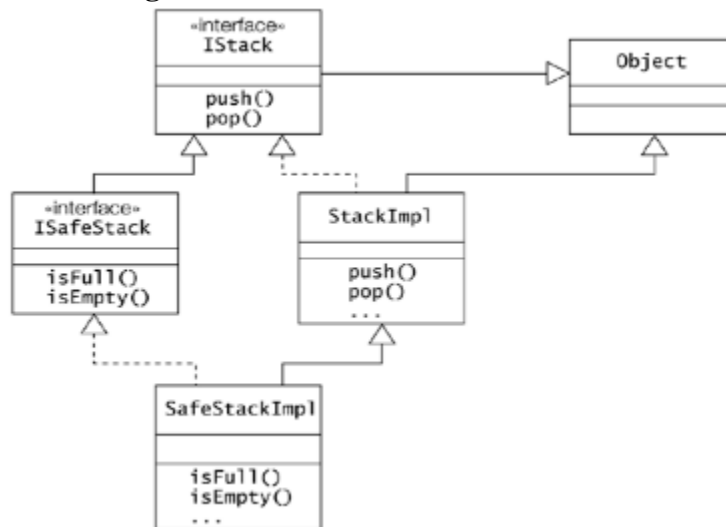 «interface»
IStack
push()
pop()
Object
«interface»
ISafeStack
isFull()
isEmpty()
StackImpl
push()
pop()
...
SafeStackImpl
isFull()
isEmpty()
...